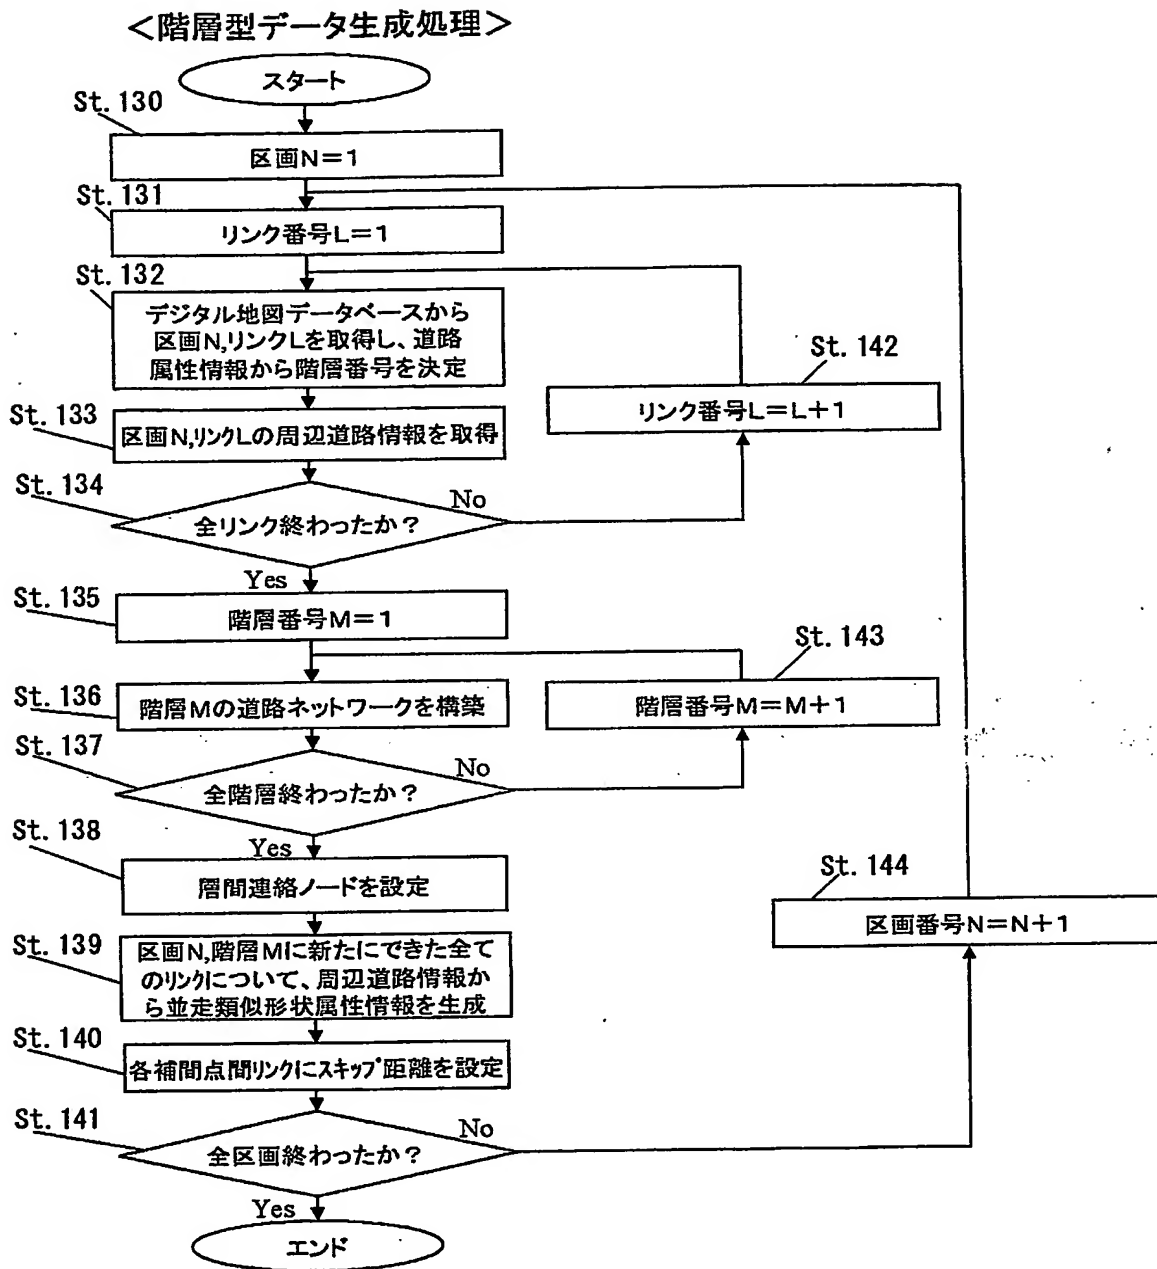 ＜階層型データ生成処理＞
スタート
St. 130
区画N＝1
St. 131
リンク番号L＝1
St. 132
デジタル地図データベースから
区画N,リンクLを取得し、道路
属性情報から階層番号を決定
St. 142
リンク番号L＝L＋1
St. 133
区画N,リンクLの周辺道路情報を取得
St. 134
全リンク終わったか？
No
Yes
St. 135
階層番号M＝1
St. 143
階層番号M＝M＋1
St. 136
階層Mの道路ネットワークを構築
St. 137
全階層終わったか？
No
Yes
St. 138
層間連絡ノードを設定
St. 144
区画番号N＝N＋1
St. 139
区画N,階層Mに新たにできた全て
のリンクについて、周辺道路情報か
ら並走類似形状属性情報を生成
St. 140
各補間点間リンクにスキップ距離を設定
St. 141
全区画終わったか？
No
Yes
エンド